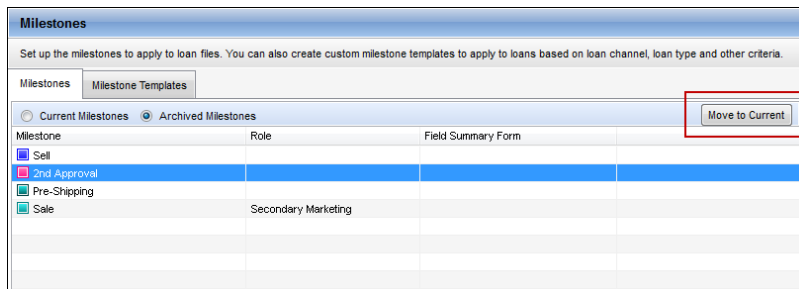 Milestones
Set up the milestones to apply to loan files. You can also create custom milestone templates to apply to loans based on loan channel, loan type and other criteria.
Milestones Milestone Templates
Current Milestones Archived Milestones Move to Current
Milestone Role Field Summary Form
Sell
2nd Approval
Pre-Shipping
Sale Secondary Marketing